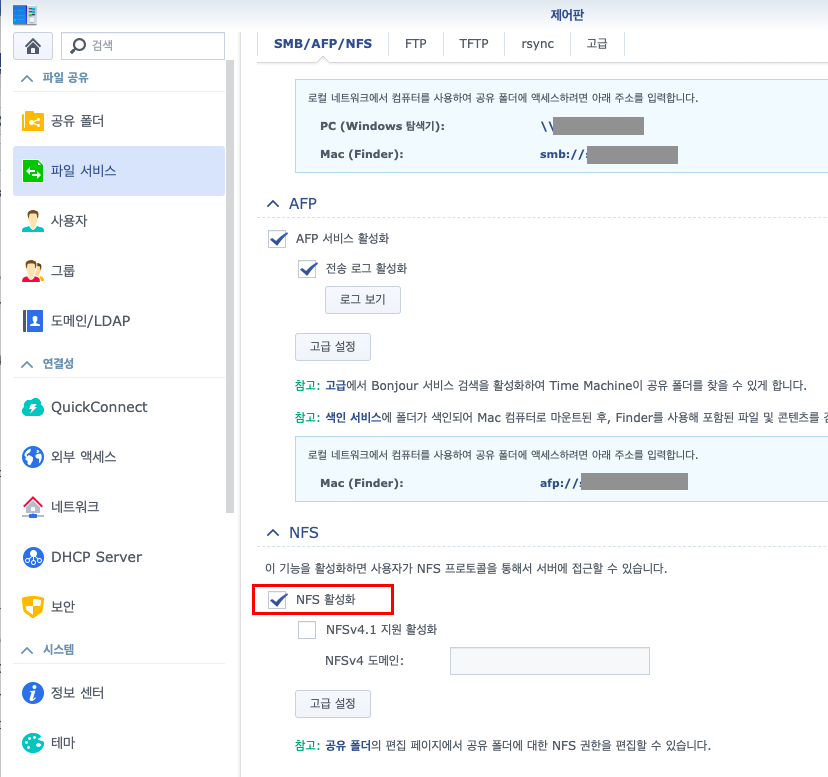 제어판
검색
파일 공유
공유 폴더
파일 서비스
사용자
그룹
도메인/LDAP
연결성
QuickConnect
외부 액세스
네트워크
DHCP Server
보안
시스템
정보 센터
테마
SMB/AFP/NFS FTP TFTP rsync 고급
로컬 네트워크에서 컴퓨터를 사용하여 공유 폴더에 액세스하려면 아래 주소를 입력합니다.
PC (Windows 탐색기): \\
Mac (Finder): smb://
AFP
AFP 서비스 활성화
전송 로그 활성화
로그 보기
고급 설정
참고: 고급에서 Bonjour 서비스 검색을 활성화하여 Time Machine이 공유 폴더를 찾을 수 있게 합니다.
참고: 색인 서비스에 폴더가 색인되어 Mac 컴퓨터로 마운트된 후, Finder를 사용해 포함된 파일 및 콘텐츠를
로컬 네트워크에서 컴퓨터를 사용하여 공유 폴더에 액세스하려면 아래 주소를 입력합니다.
Mac (Finder): afp://
NFS
이 기능을 활성화하면 사용자가 NFS 프로토콜을 통해서 서버에 접근할 수 있습니다.
NFS 활성화
NFSv4.1 지원 활성화
NFSv4 도메인:
고급 설정
참고: 공유 폴더의 편집 페이지에서 공유 폴더에 대한 NFS 권한을 편집할 수 있습니다.